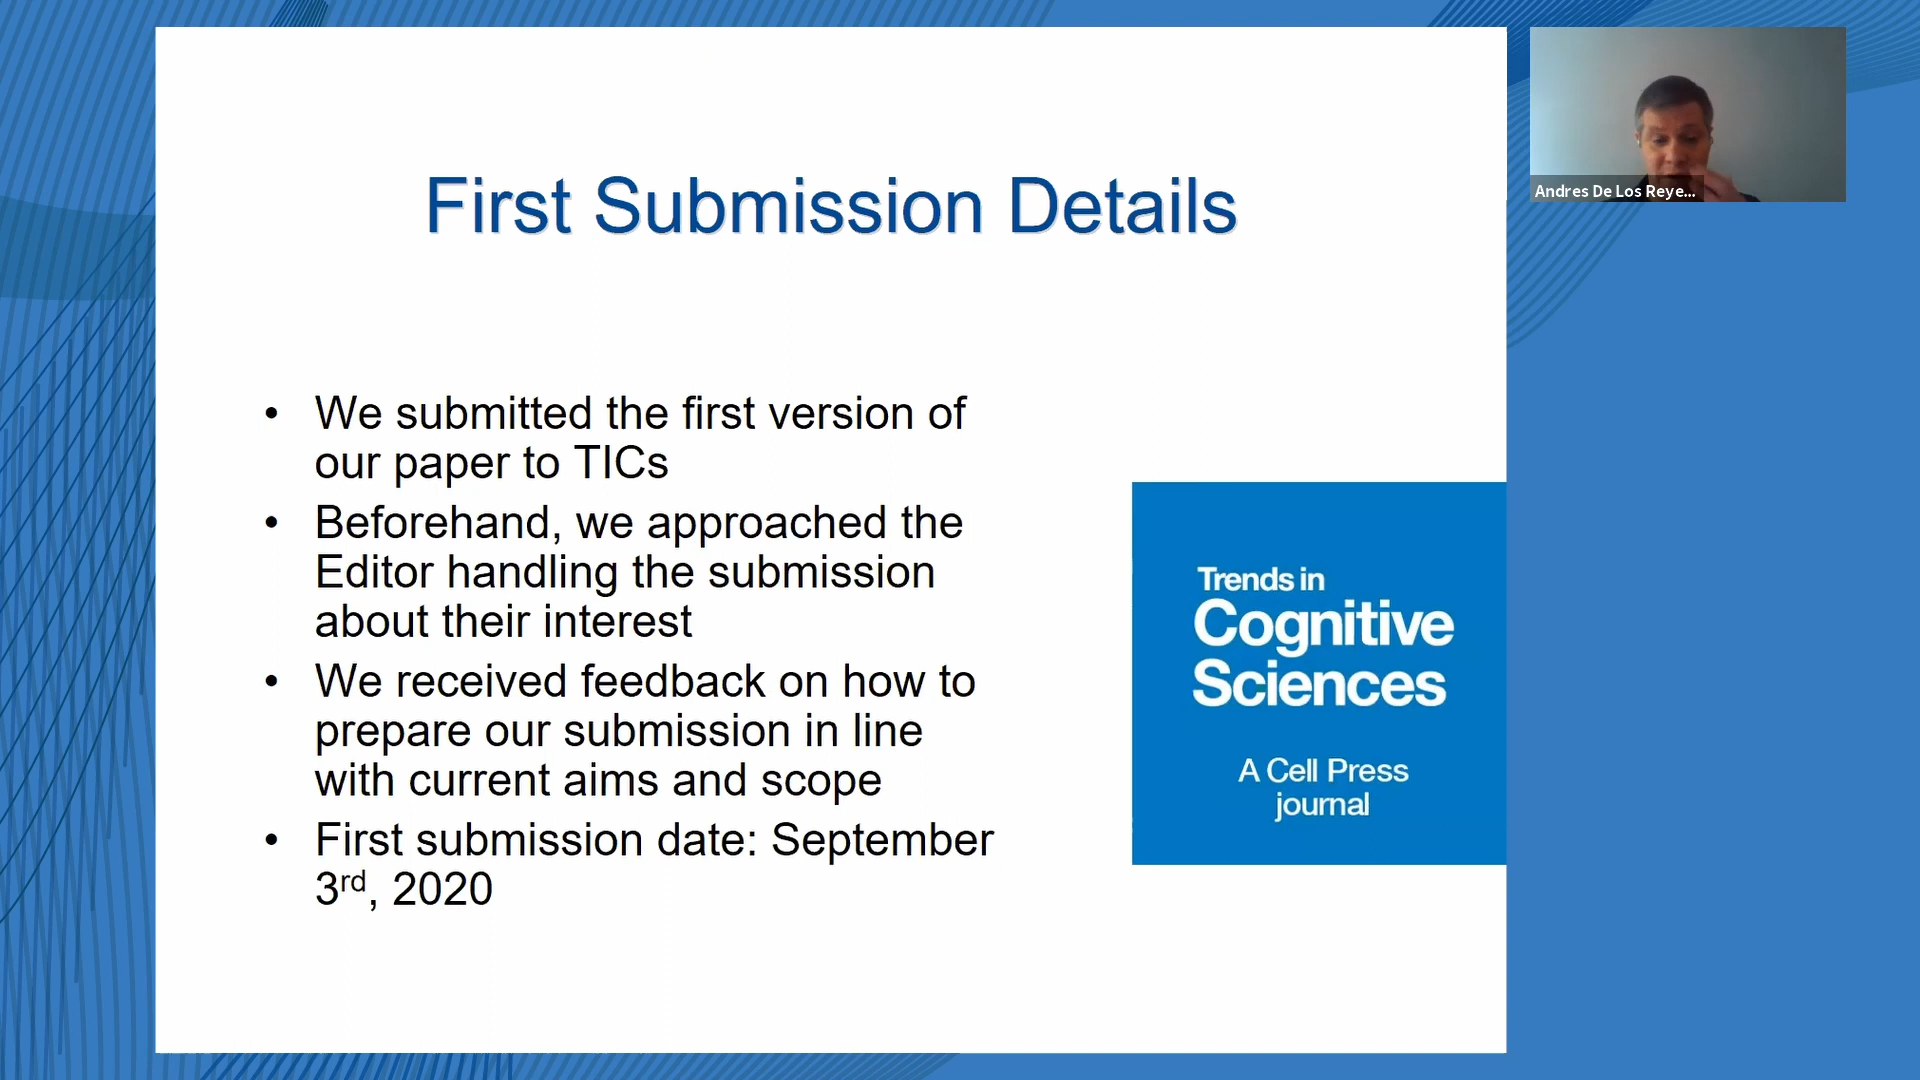 First Submission Details
• We submitted the first version of
our paper to TICs
• Beforehand, we approached the
Editor handling the submission
about their interest
• We received feedback on how to
prepare our submission in line
with current aims and scope
• First submission date: September
3rd, 2020
Trends in
Cognitive
Sciences
A Cell Press
journal
Andres De Los Reye...